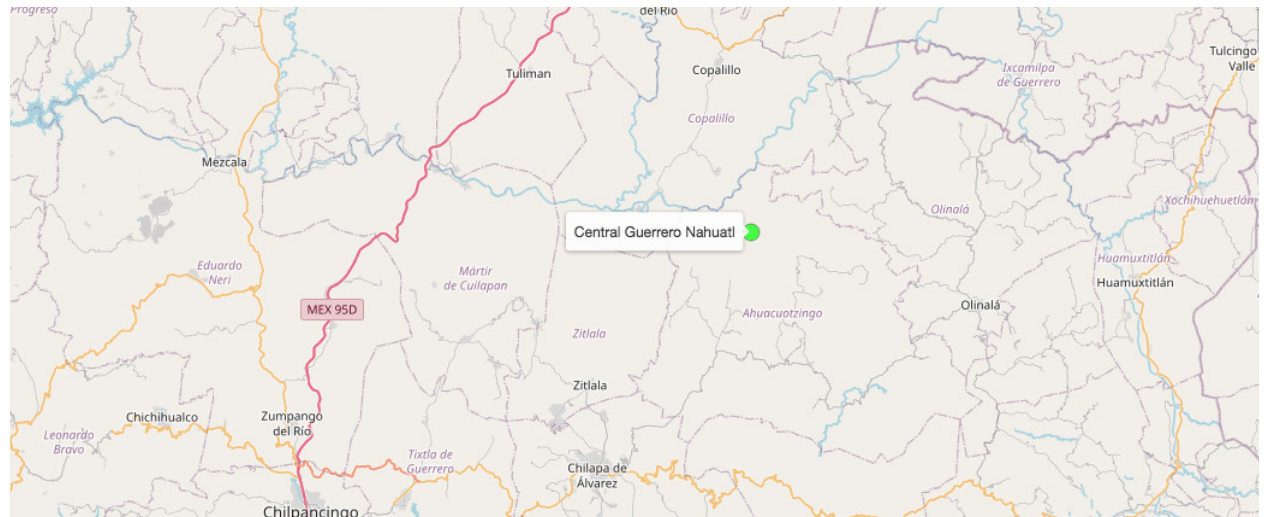 Progreso
del Río
Tulcingo
Valle
Tuliman
Copalillo
Ixcamilpa
de Guerrero
Copalillo
Mezcala
Xochihuehuetlán
Olinalá
Central Guerrero Nahuatl
Eduardo
Neri
Mártir
de Cuilapan
Huamuxtitlán
Huamuxtitlán
MEX 95D
Olinalá
Ahuacuotzingo
Zitlala
Zitlala
Chichihualco
Zumpango
del Río
Leonardo
Bravo
Tixtla de
Guerrero
Chilapa de
Álvarez
Chilpancingo